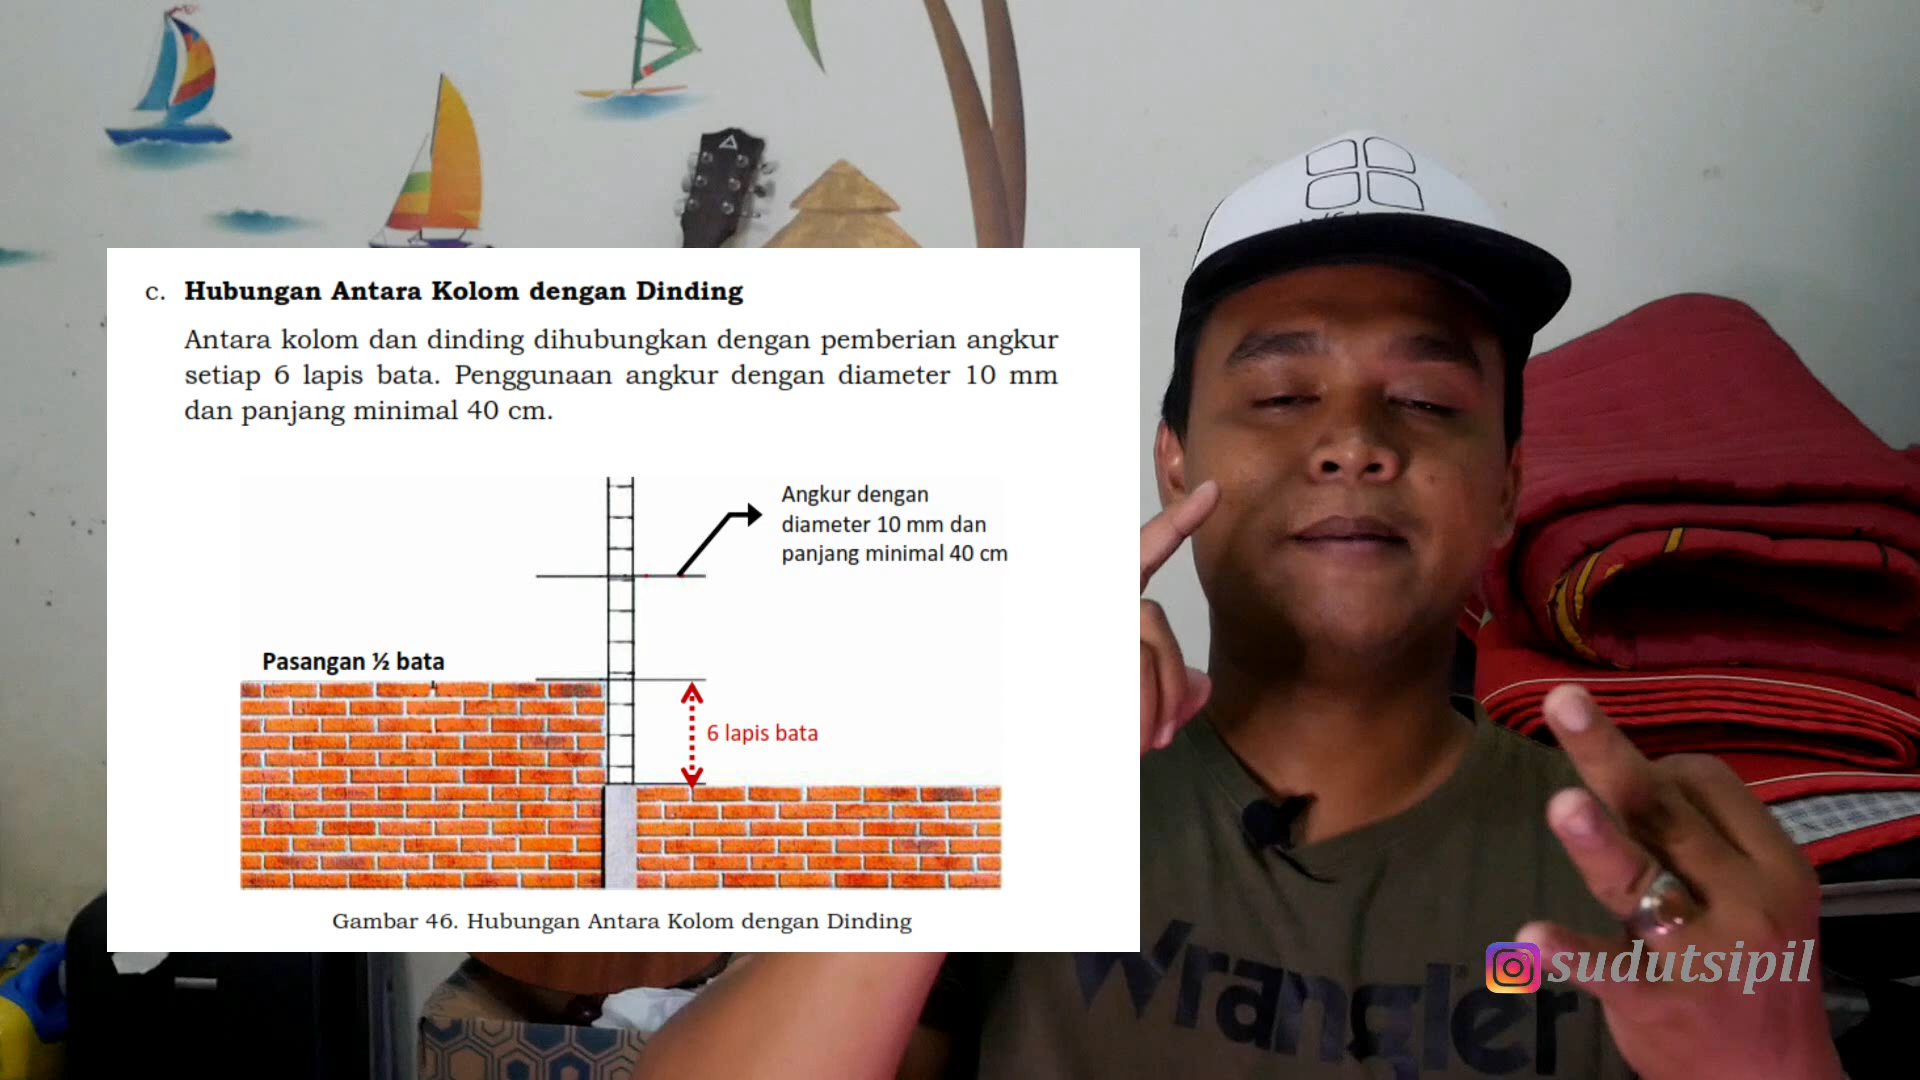 c. Hubungan Antara Kolom dengan Dinding
Antara kolom dan dinding dihubungkan dengan pemberian angkur
setiap 6 lapis bata. Penggunaan angkur dengan diameter 10 mm
dan panjang minimal 40 cm.
Angkur dengan
diameter 10 mm dan
panjang minimal 40 cm
Pasangan ½ bata
6 lapis bata
Gambar 46. Hubungan Antara Kolom dengan Dinding
Wrangler
sudutsipil